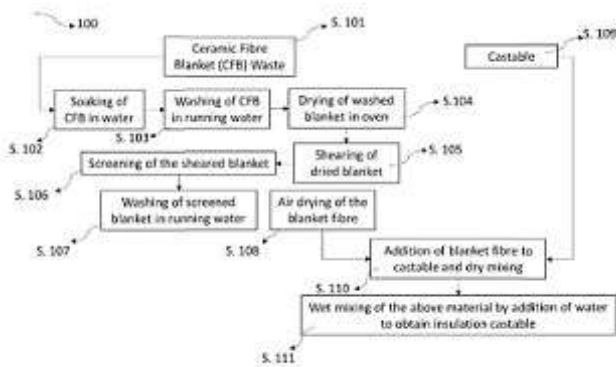 100
S. 101
Ceramic Fibre
Blanket (CFB) Waste
S. 109
Castable
Soaking of
CFB in water
Washing of CFB
in running water
Drying of washed
blanket in oven
S.104
S. 102
S. 103
Shearing of
dried blanket
S. 105
Screening of the sheared blanket
S. 106
Washing of screened
blanket in running water
Air drying of the
blanket fibre
S. 107
S. 108
Addition of blanket fibre to
castable and dry mixing
S. 110
Wet mixing of the above material by addition of water
to obtain insulation castable
S. 111